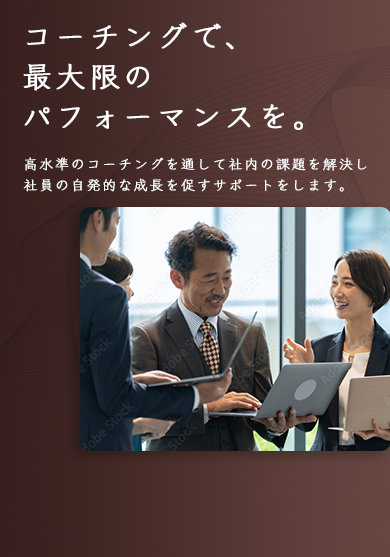 コーチングで、
最大限の
パフォーマンスを。
高水準のコーチングを通して社内の課題を解決し
社員の自発的な成長を促すサポートをします。
Adobe Stock